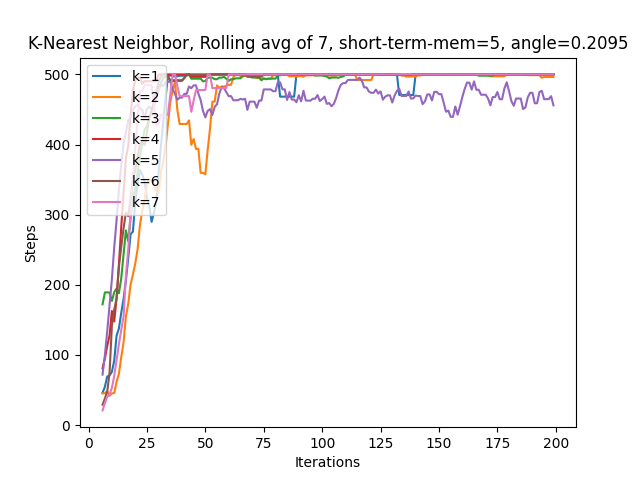 K-Nearest Neighbor, Rolling avg of 7, short-term-mem=5, angle=0.2095
500
400
300
200
100
0
Steps
k=1
k=2
k=3
k=4
k=5
k=6
k=7
0 25 50 75 100 125 150 175 200
Iterations